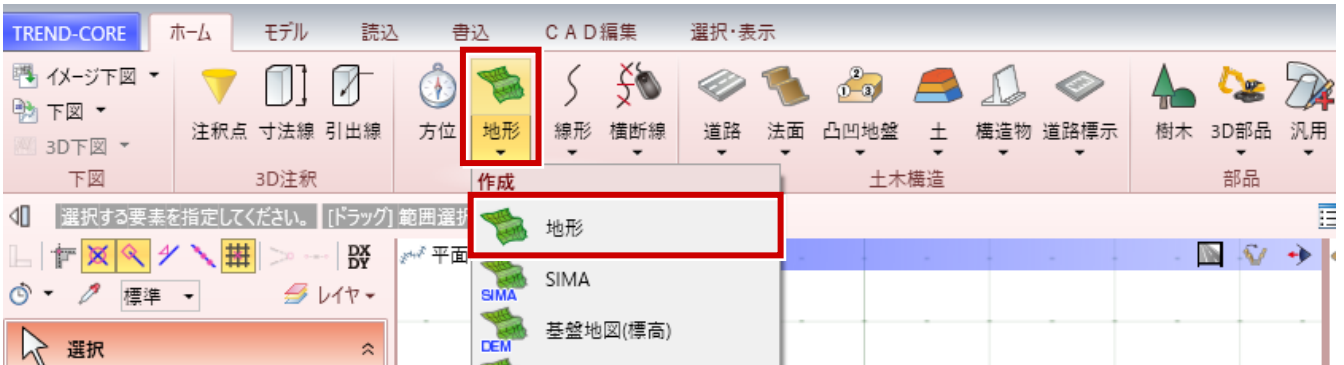 TREND-CORE ホーム モデル 読込 書込 CAD編集 選択・表示
イメージ下図
下図
3D下図
注釈点 寸法線 引出線 方位 地形 線形 横断線 道路 法面 凸凹地盤 土 構造物 道路標示 樹木 3D部品 汎用
下図 3D注釈 土木構造 部品
作成
選択する要素を指定してください。 [ドラッグ] 範囲選択
地形
DX
DY
平面
SIMA
SIMA
標準 レイヤ
DEM
基盤地図(標高)
選択